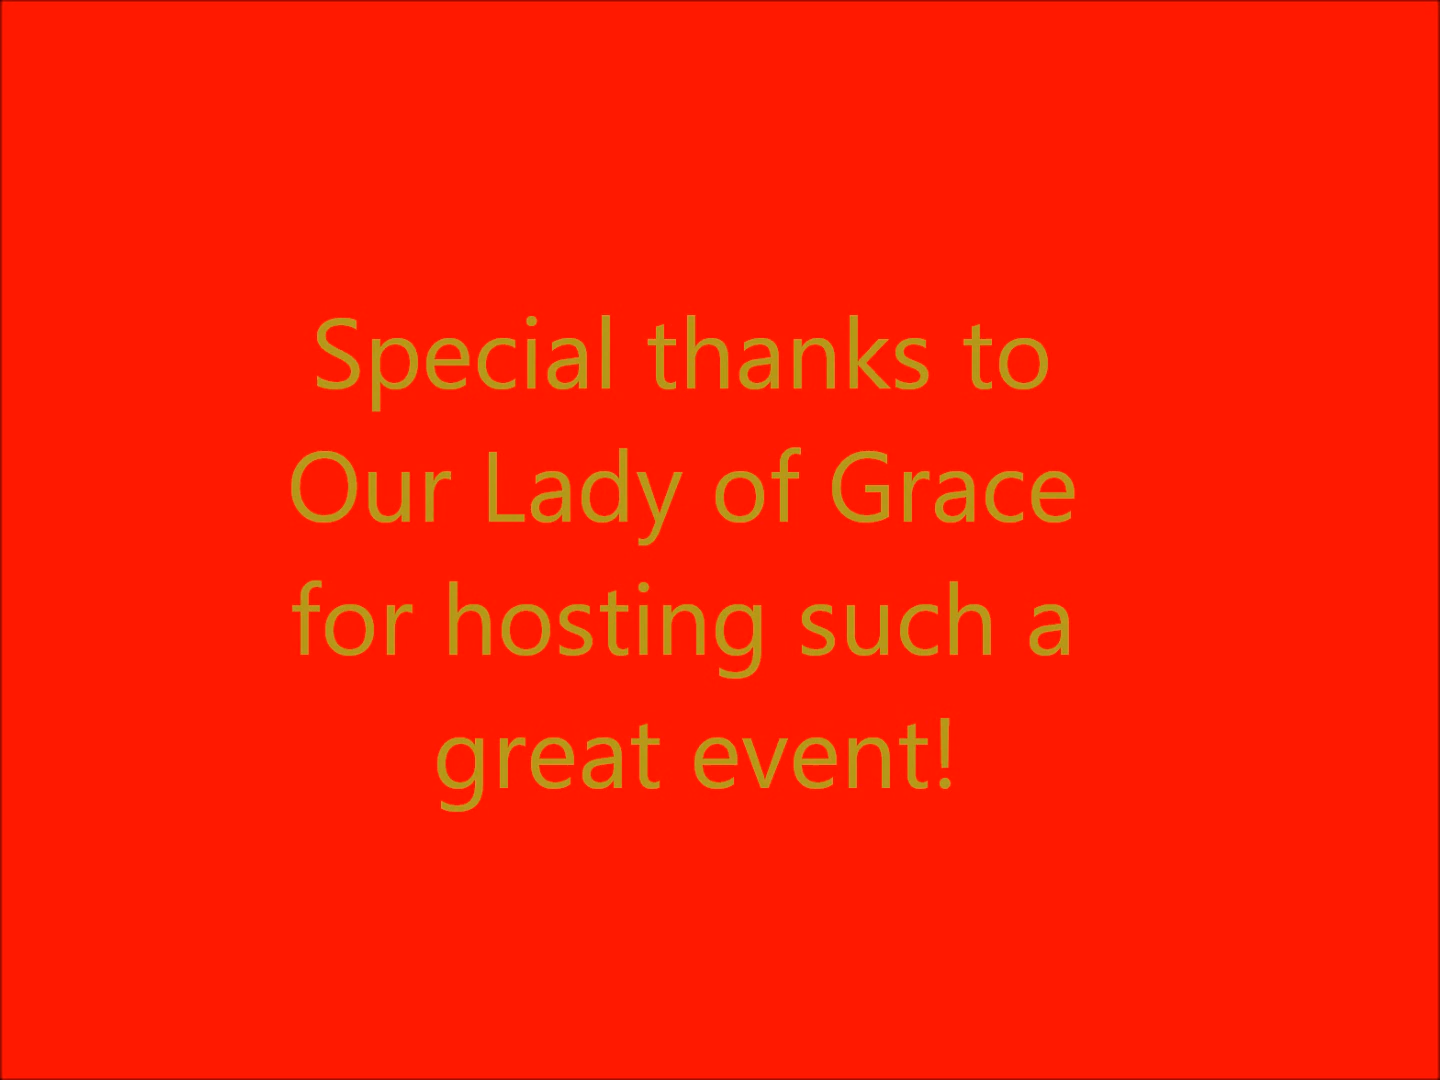 Special thanks to
Our Lady of Grace
for hosting such a
great event!